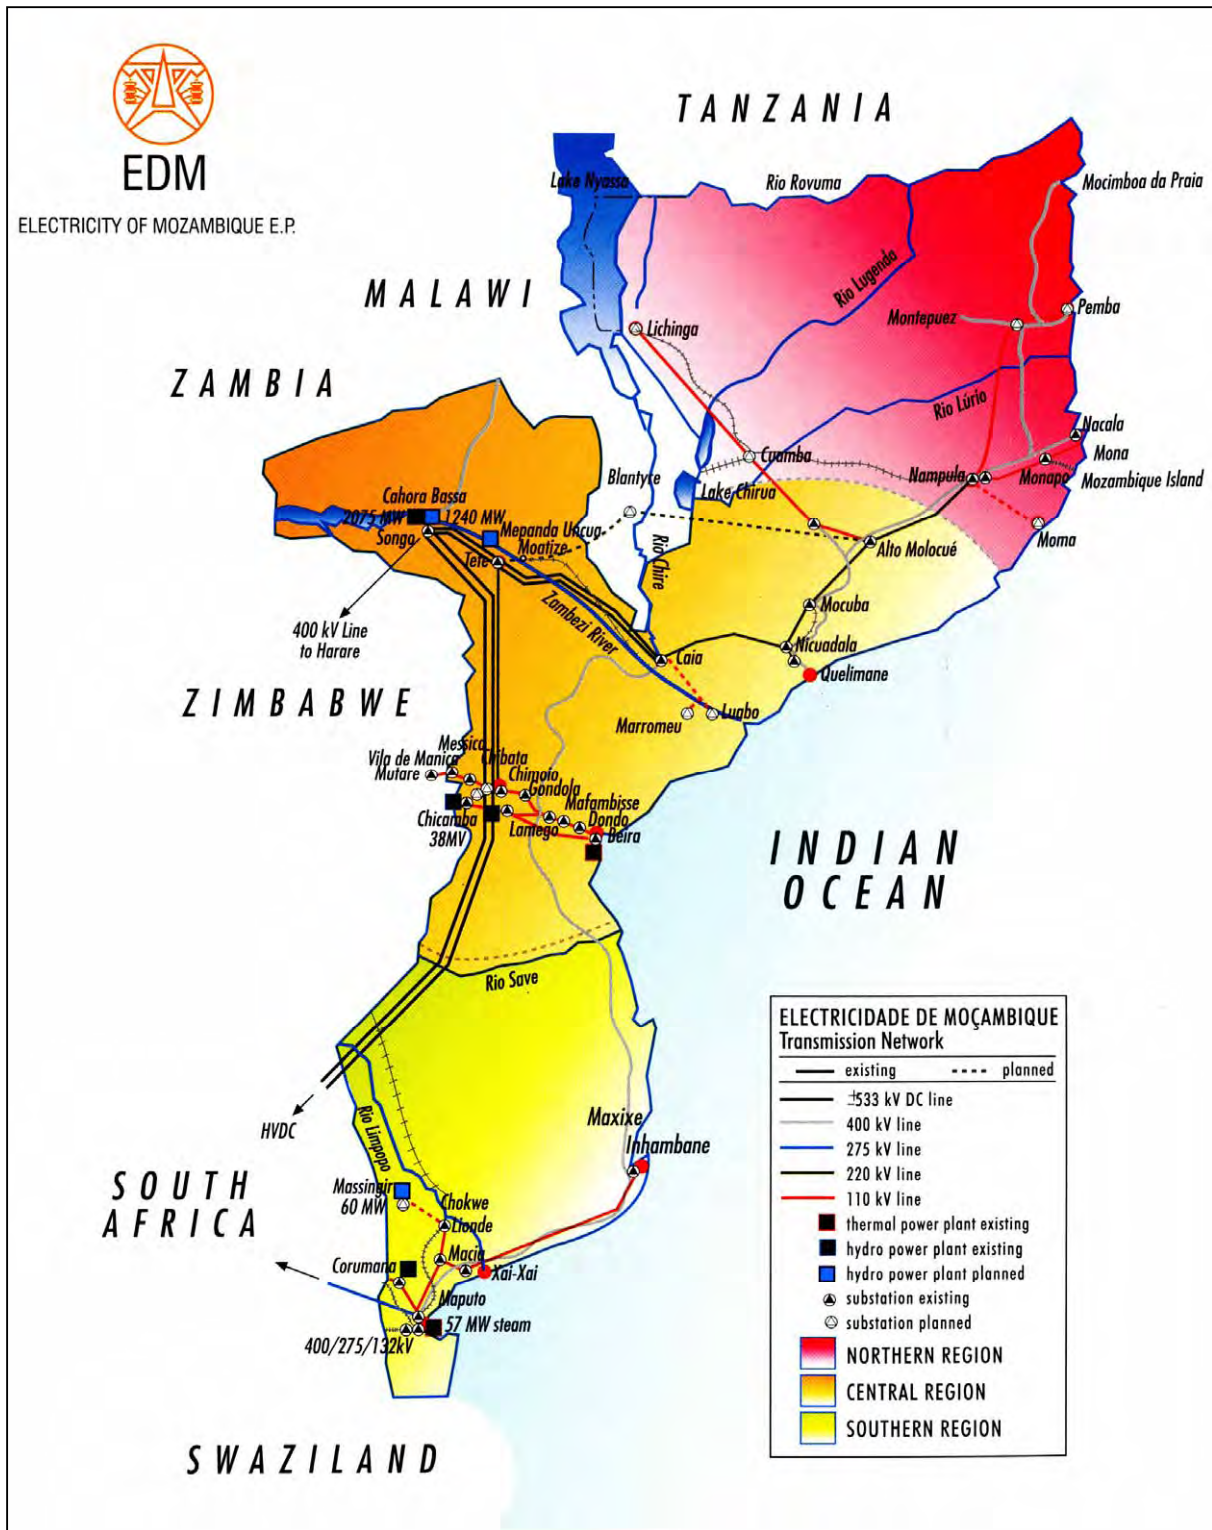 EDM
ELECTRICITY OF MOZAMBIQUE E.P.
TANZANIA
Lake Nyassa
Rio Rovuma
Mocimboa da Praia
Rio Lugenda
MALAWI
Lichinga
Montepuez
Pemba
ZAMBIA
Rio Lúrio
Nacala
Mona
Cuamba
Nampula
Monapo
Mozambique Island
Blantyre
Lake Chirua
Cahora Bassa
2075 MW
1240 MW
Mepanda Uncug
Songo
Moatize
Tete
Rio Chire
Alto Molocué
Moma
400 kV Line
to Harare
Zambezi River
Mocuba
Nicuadala
Caia
Quelimane
ZIMBABWE
Marromeu
Luabo
Messica
Vila de Manica
Chibata
Mutare
Chimoio
Gondola
Mafambisse
Chicamba
38MV
Lamego
Dondo
Beira
INDIAN
OCEAN
Rio Save
HVDC
Rio Limpopo
Maxixe
Inhambane
SOUTH
AFRICA
Massingir
60 MW
Chokwe
Lionde
Macia
Corumana
Xai-Xai
Maputo
57 MW steam
400/275/132kV
SWAZILAND
ELECTRICIDADE DE MOÇAMBIQUE
Transmission Network
existing
planned
±533 kV DC line
400 kV line
275 kV line
220 kV line
110 kV line
thermal power plant existing
hydro power plant existing
hydro power plant planned
substation existing
substation planned
NORTHERN REGION
CENTRAL REGION
SOUTHERN REGION